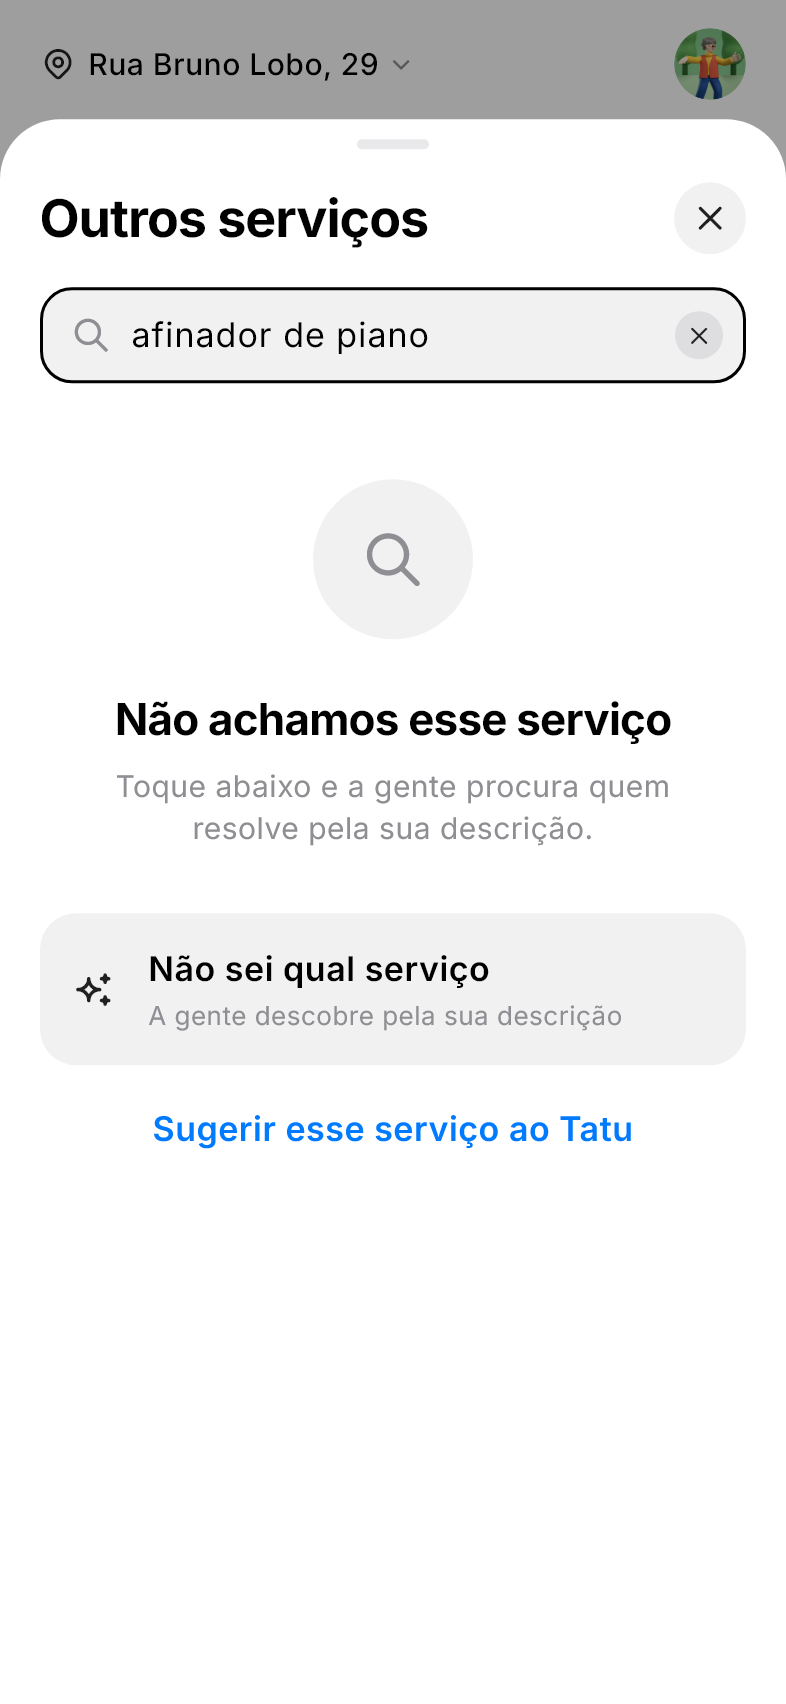 Rua Bruno Lobo, 29
Outros serviços
afinador de piano
Não achamos esse serviço
Toque abaixo e a gente procura quem
resolve pela sua descrição.
Não sei qual serviço
A gente descobre pela sua descrição
Sugerir esse serviço ao Tatu